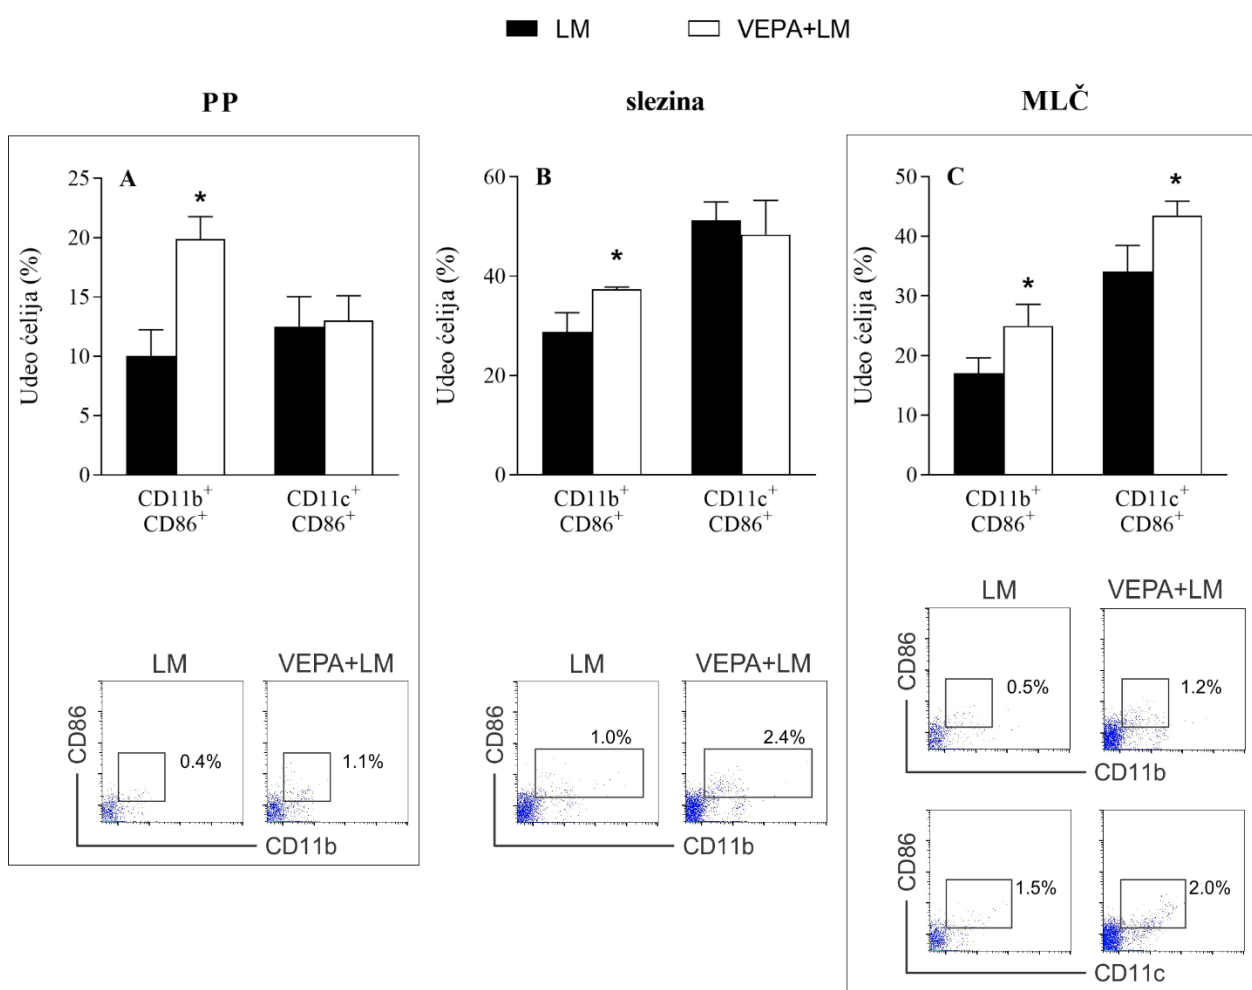 LM VEPA+LM
PP
A
Udeo ćelija (%)
25
20
15
10
5
0
*
CD11b⁺ CD11c⁺
CD86⁺ CD86⁺
LM VEPA+LM
CD86
0.4% 1.1%
CD11b
slezina
B
Udeo ćelija (%)
60
40
20
0
*
CD11b⁺ CD11c⁺
CD86⁺ CD86⁺
LM VEPA+LM
CD86
1.0% 2.4%
CD11b
MLČ
C
Udeo ćelija (%)
50
40
30
20
10
0
* *
CD11b⁺ CD11c⁺
CD86⁺ CD86⁺
LM VEPA+LM
CD86
0.5% 1.2%
CD11b
CD86
1.5% 2.0%
CD11c